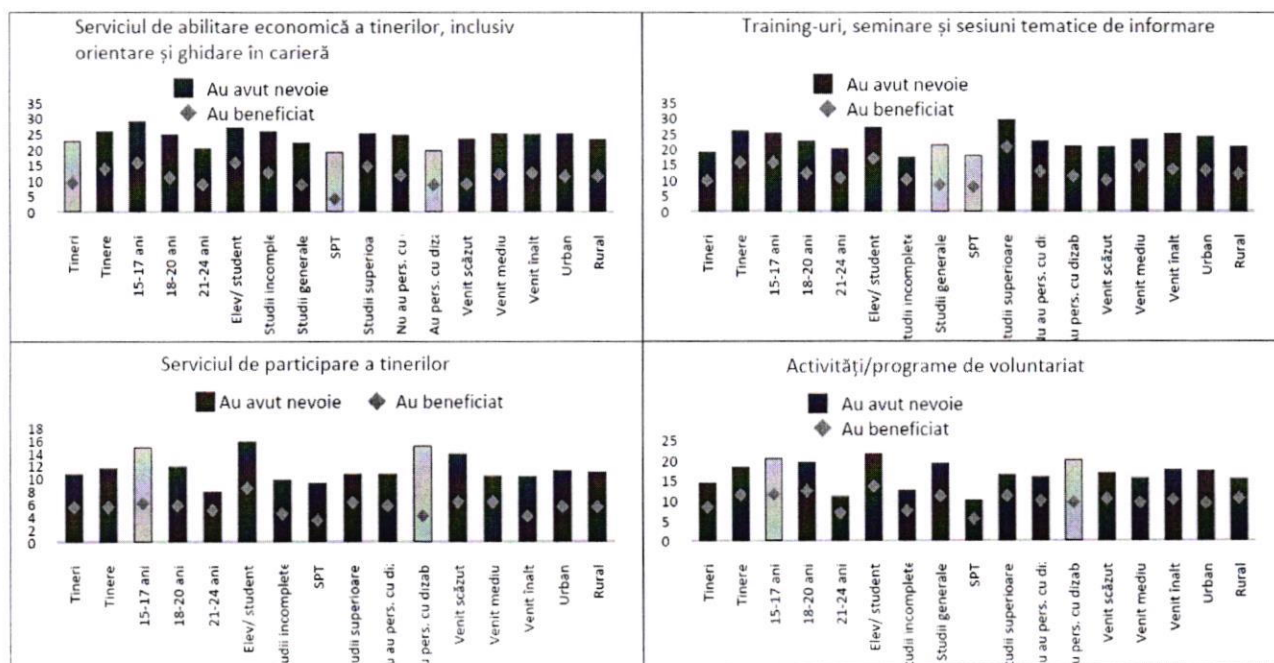 Serviciul de abilitare economică a tinerilor, inclusiv
orientare și ghidare în carieră
Au avut nevoie
Au beneficiat
35
30
25
20
15
10
5
0
Tineri
Tinere
15-17 ani
18-20 ani
21-24 ani
Elev/ student
Studii incomple
Studii generale
SPT
Studii superioa
Nu au pers. cu
Au pers. cu diza
Venit scăzut
Venit mediu
Venit înalt
Urban
Rural
Training-uri, seminare și sesiuni tematice de informare
Au avut nevoie
Au beneficiat
35
30
25
20
15
10
5
0
Tineri
Tinere
15-17 ani
18-20 ani
21-24 ani
Elev/ student
tudii incomplete
Studii generale
SPT
tudii superioare
lu au pers. cu di:
u pers. cu dizab
Venit scăzut
Venit mediu
Venit înalt
Urban
Rural
Serviciul de participare a tinerilor
Au avut nevoie
Au beneficiat
18
16
14
12
10
8
6
4
2
0
Tineri
Tinere
15-17 ani
18-20 ani
21-24 ani
Elev/ student
tudii incomplete
SPT
tudii superioare
u au pers. cu di:
u pers. cu dizab
Venit scăzut
Venit mediu
Venit înalt
Urban
Rural
Activități/programe de voluntariat
Au avut nevoie
Au beneficiat
25
20
15
10
5
0
Tineri
Tinere
15-17 ani
18-20 ani
21-24 ani
Elev/ student
tudii incomplete
Studii generale
SPT
tudii superioare
u au pers. cu di:
u pers. cu dizab
Venit scăzut
Venit mediu
Venit înalt
Urban
Rural